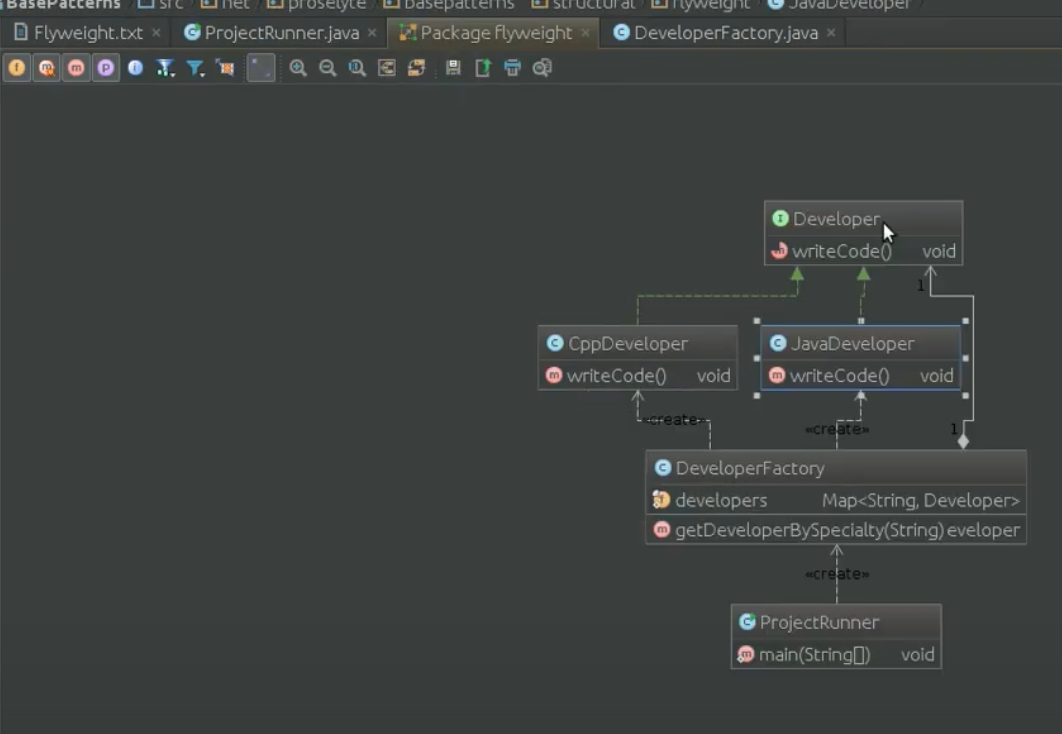 BasePatterns src net proselyte basepatterns structural flyweight JavaDeveloper
Flyweight.txt ProjectRunner.java Package flyweight DeveloperFactory.java
Developer
writeCode() void
1
CppDeveloper
writeCode() void
JavaDeveloper
writeCode() void
«create»
«create»
1
DeveloperFactory
developers Map<String, Developer>
getDeveloperBySpecialty(String) eveloper
«create»
ProjectRunner
main(String[]) void